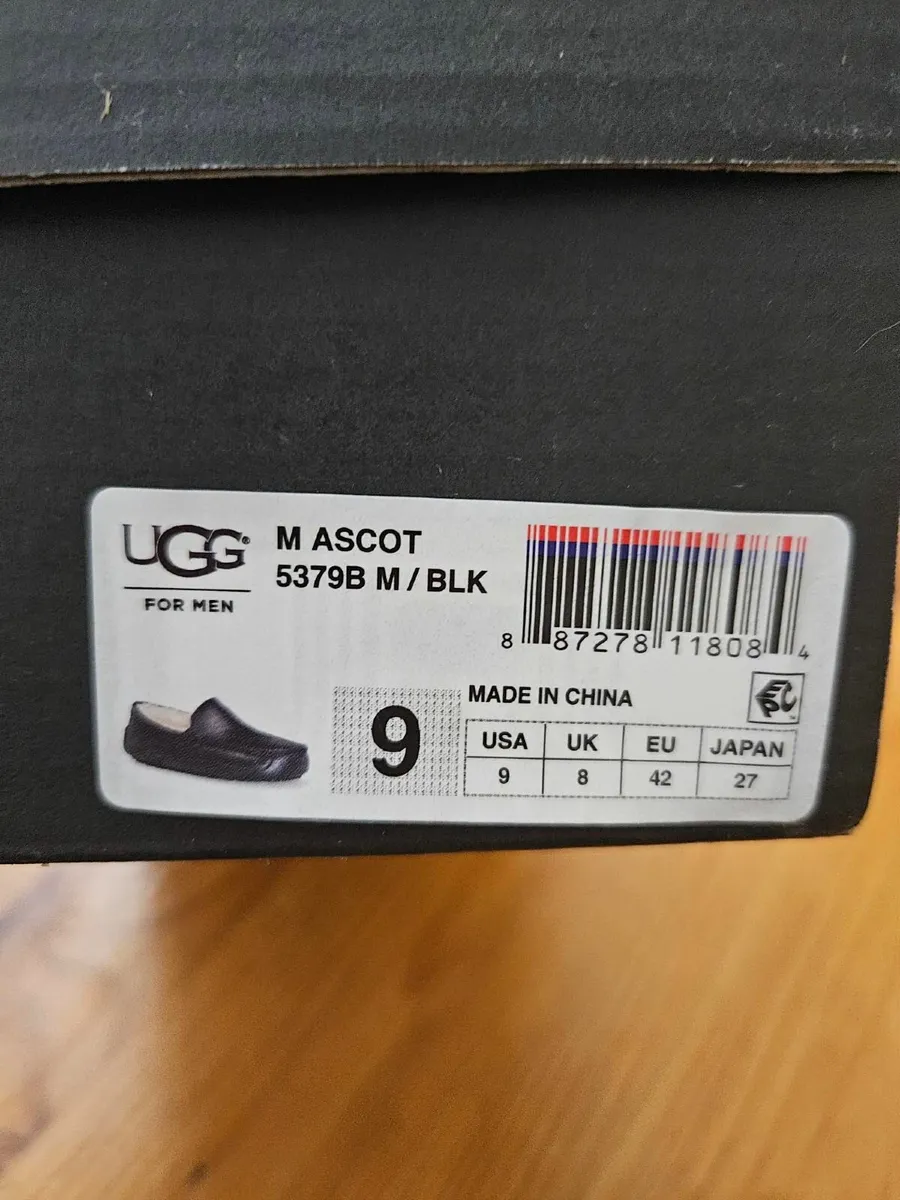 UGG®
FOR MEN
M ASCOT
5379B M / BLK
8 87278 11808 4
9
MADE IN CHINA
EPC™
USA UK EU JAPAN
9 8 42 27